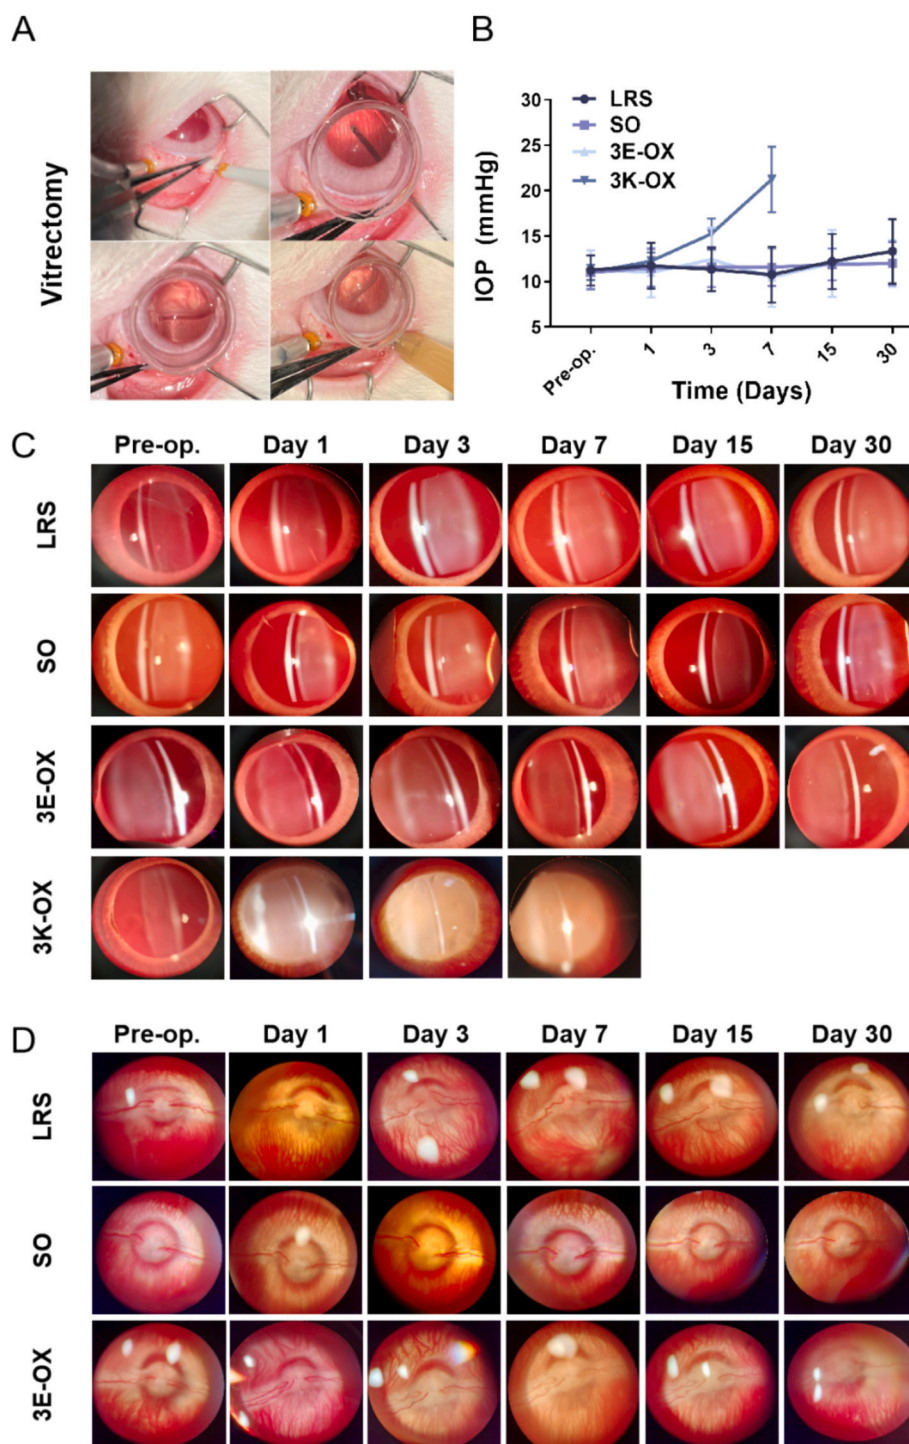 A
Vitrectomy
B
LRS
SO
3E-OX
3K-OX
IOP (mmHg)
30
25
20
15
10
5
Pre-op.
1
3
7
15
30
Time (Days)
C
Pre-op. Day 1 Day 3 Day 7 Day 15 Day 30
LRS
SO
3E-OX
3K-OX
D
Pre-op. Day 1 Day 3 Day 7 Day 15 Day 30
LRS
SO
3E-OX